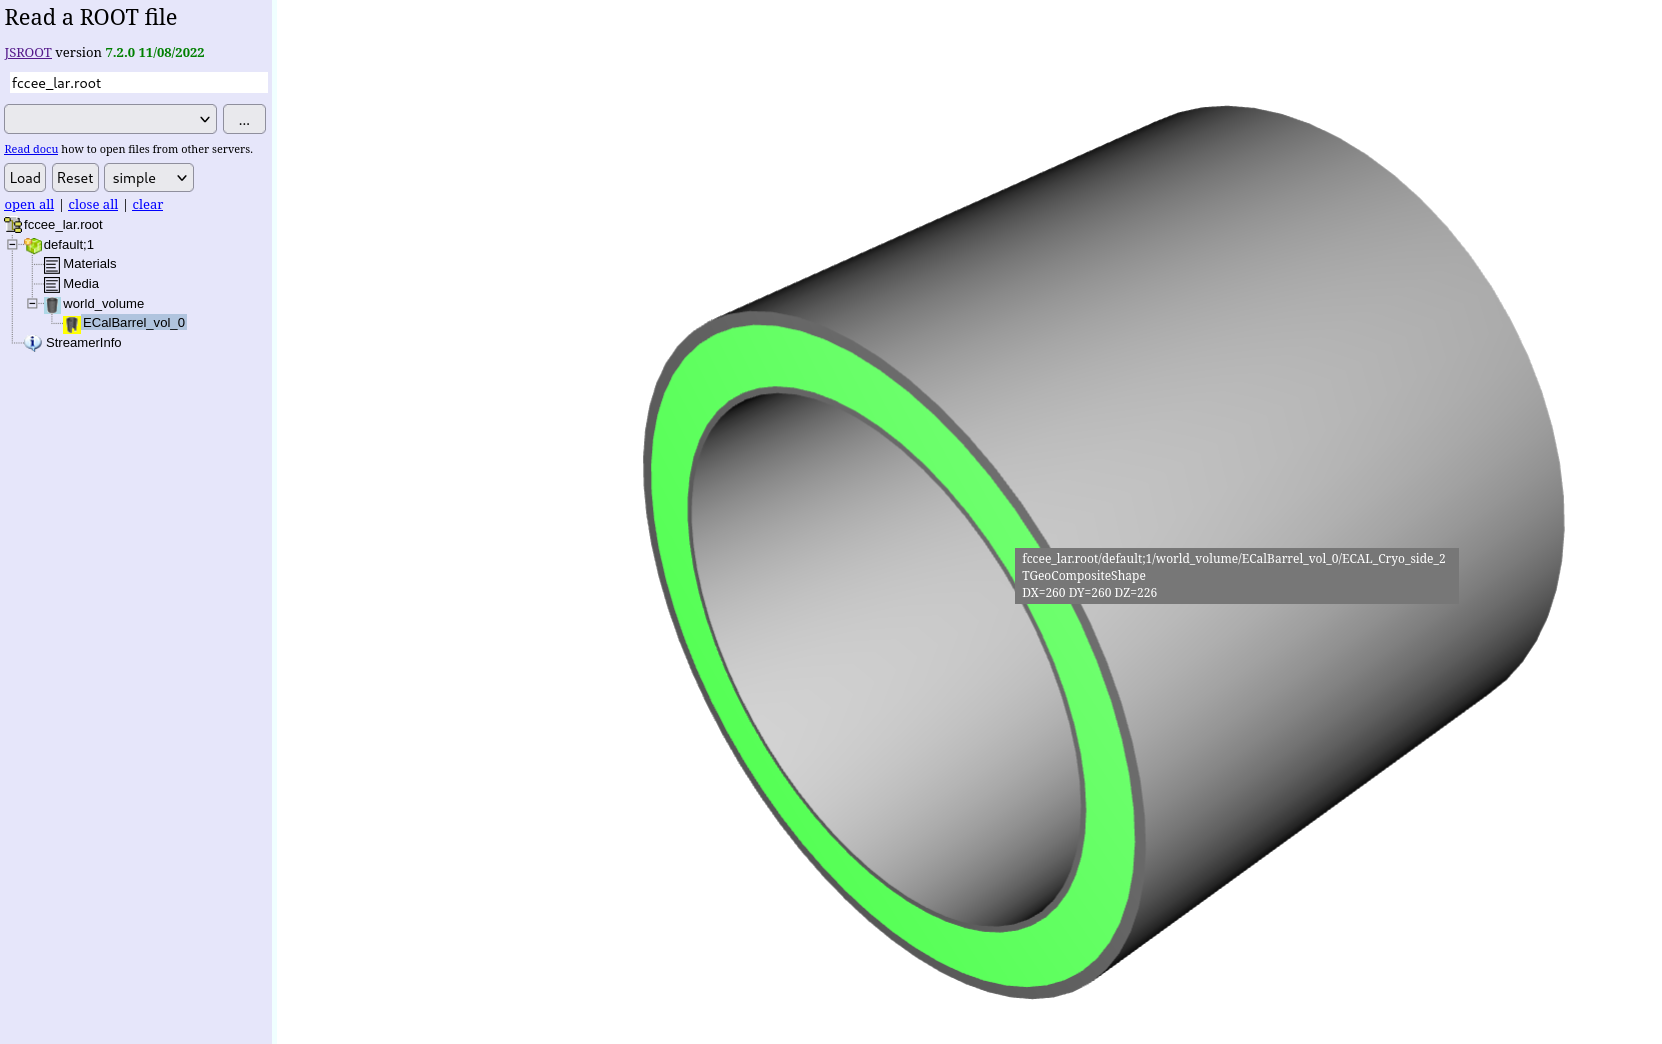 Read a ROOT file
JSROOT version 7.2.0 11/08/2022
fccee_lar.root
...
Read docu how to open files from other servers.
Load Reset simple
open all | close all | clear
fccee_lar.root
default;1
Materials
Media
world_volume
ECalBarrel_vol_0
StreamerInfo
fccee_lar.root/default;1/world_volume/ECalBarrel_vol_0/ECAL_Cryo_side_2
TGeoCompositeShape
DX=260 DY=260 DZ=226